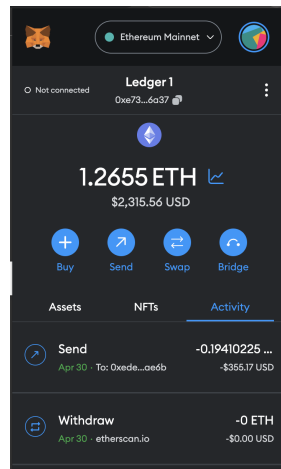 Ethereum Mainnet
Not connected
Ledger 1
0xe73...6a37
1.2655 ETH
$2,315.56 USD
Buy Send Swap Bridge
Assets NFTs Activity
Send -0.19410225 ...
Apr 30 · To: 0xede...ae6b -$355.17 USD
Withdraw -0 ETH
Apr 30 · etherscan.io -$0.00 USD